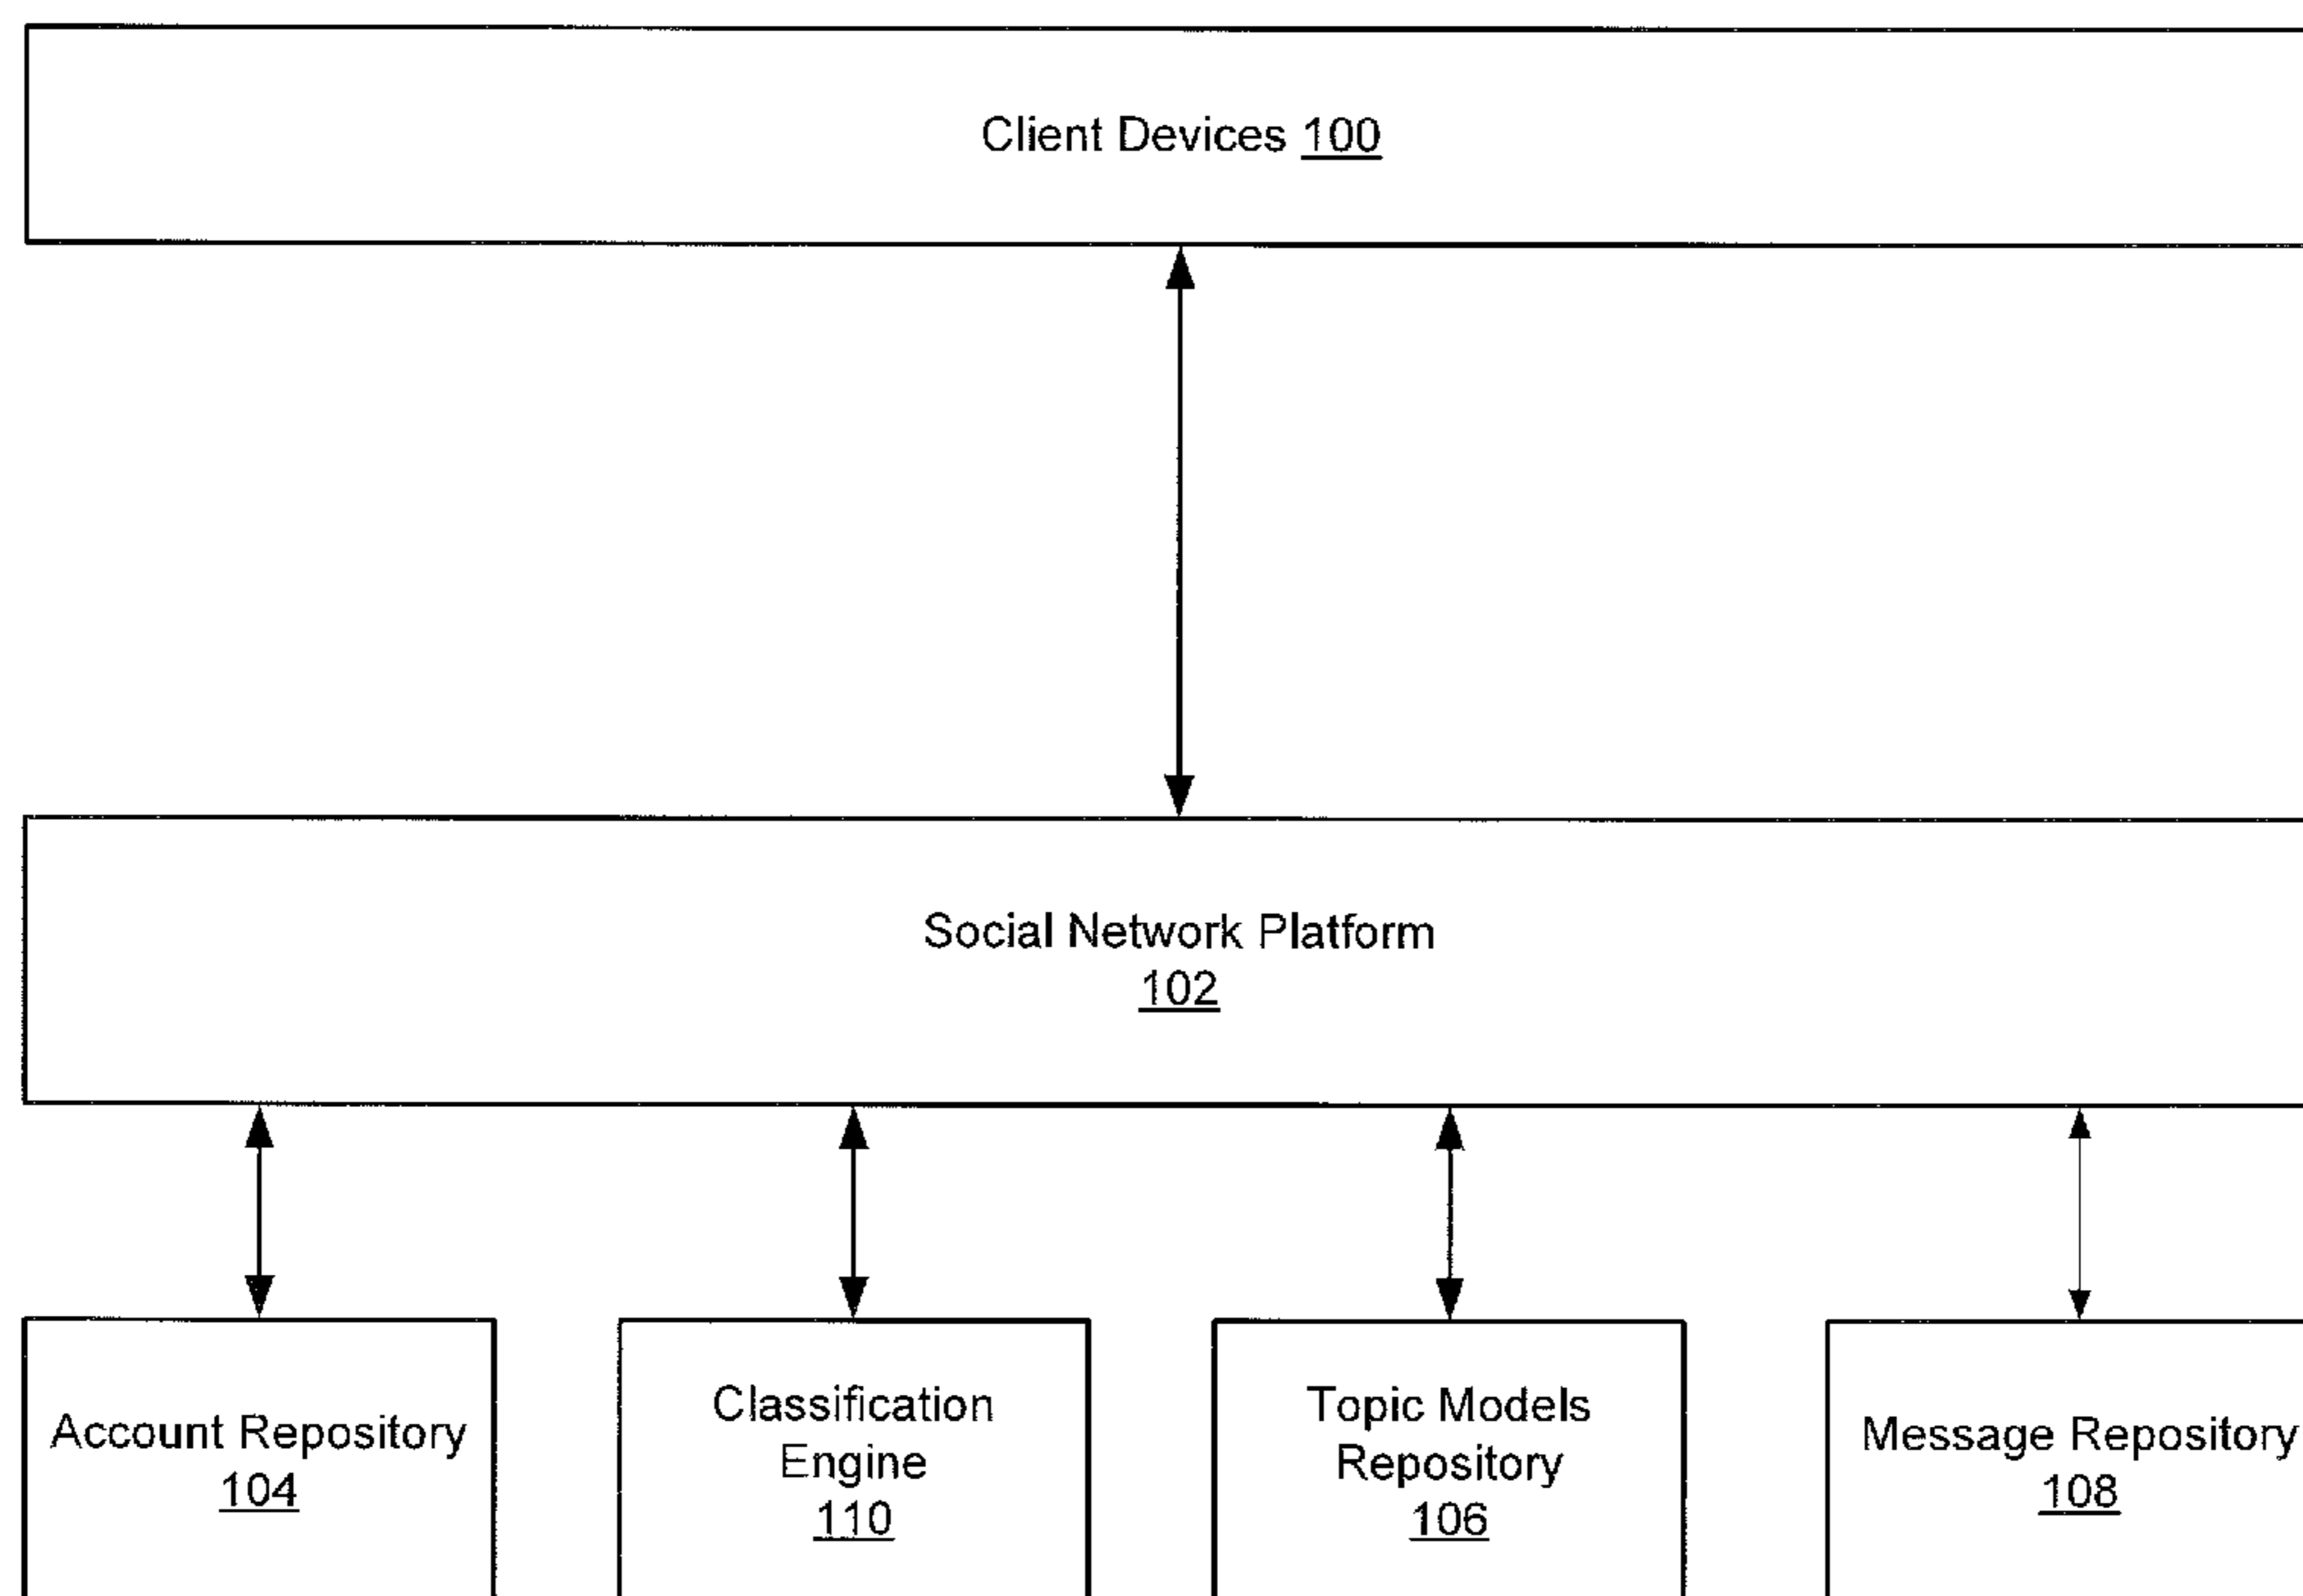 Client Devices 100
Social Network Platform
102
Account Repository
104
Classification
Engine
110
Topic Models
Repository
106
Message Repository
108